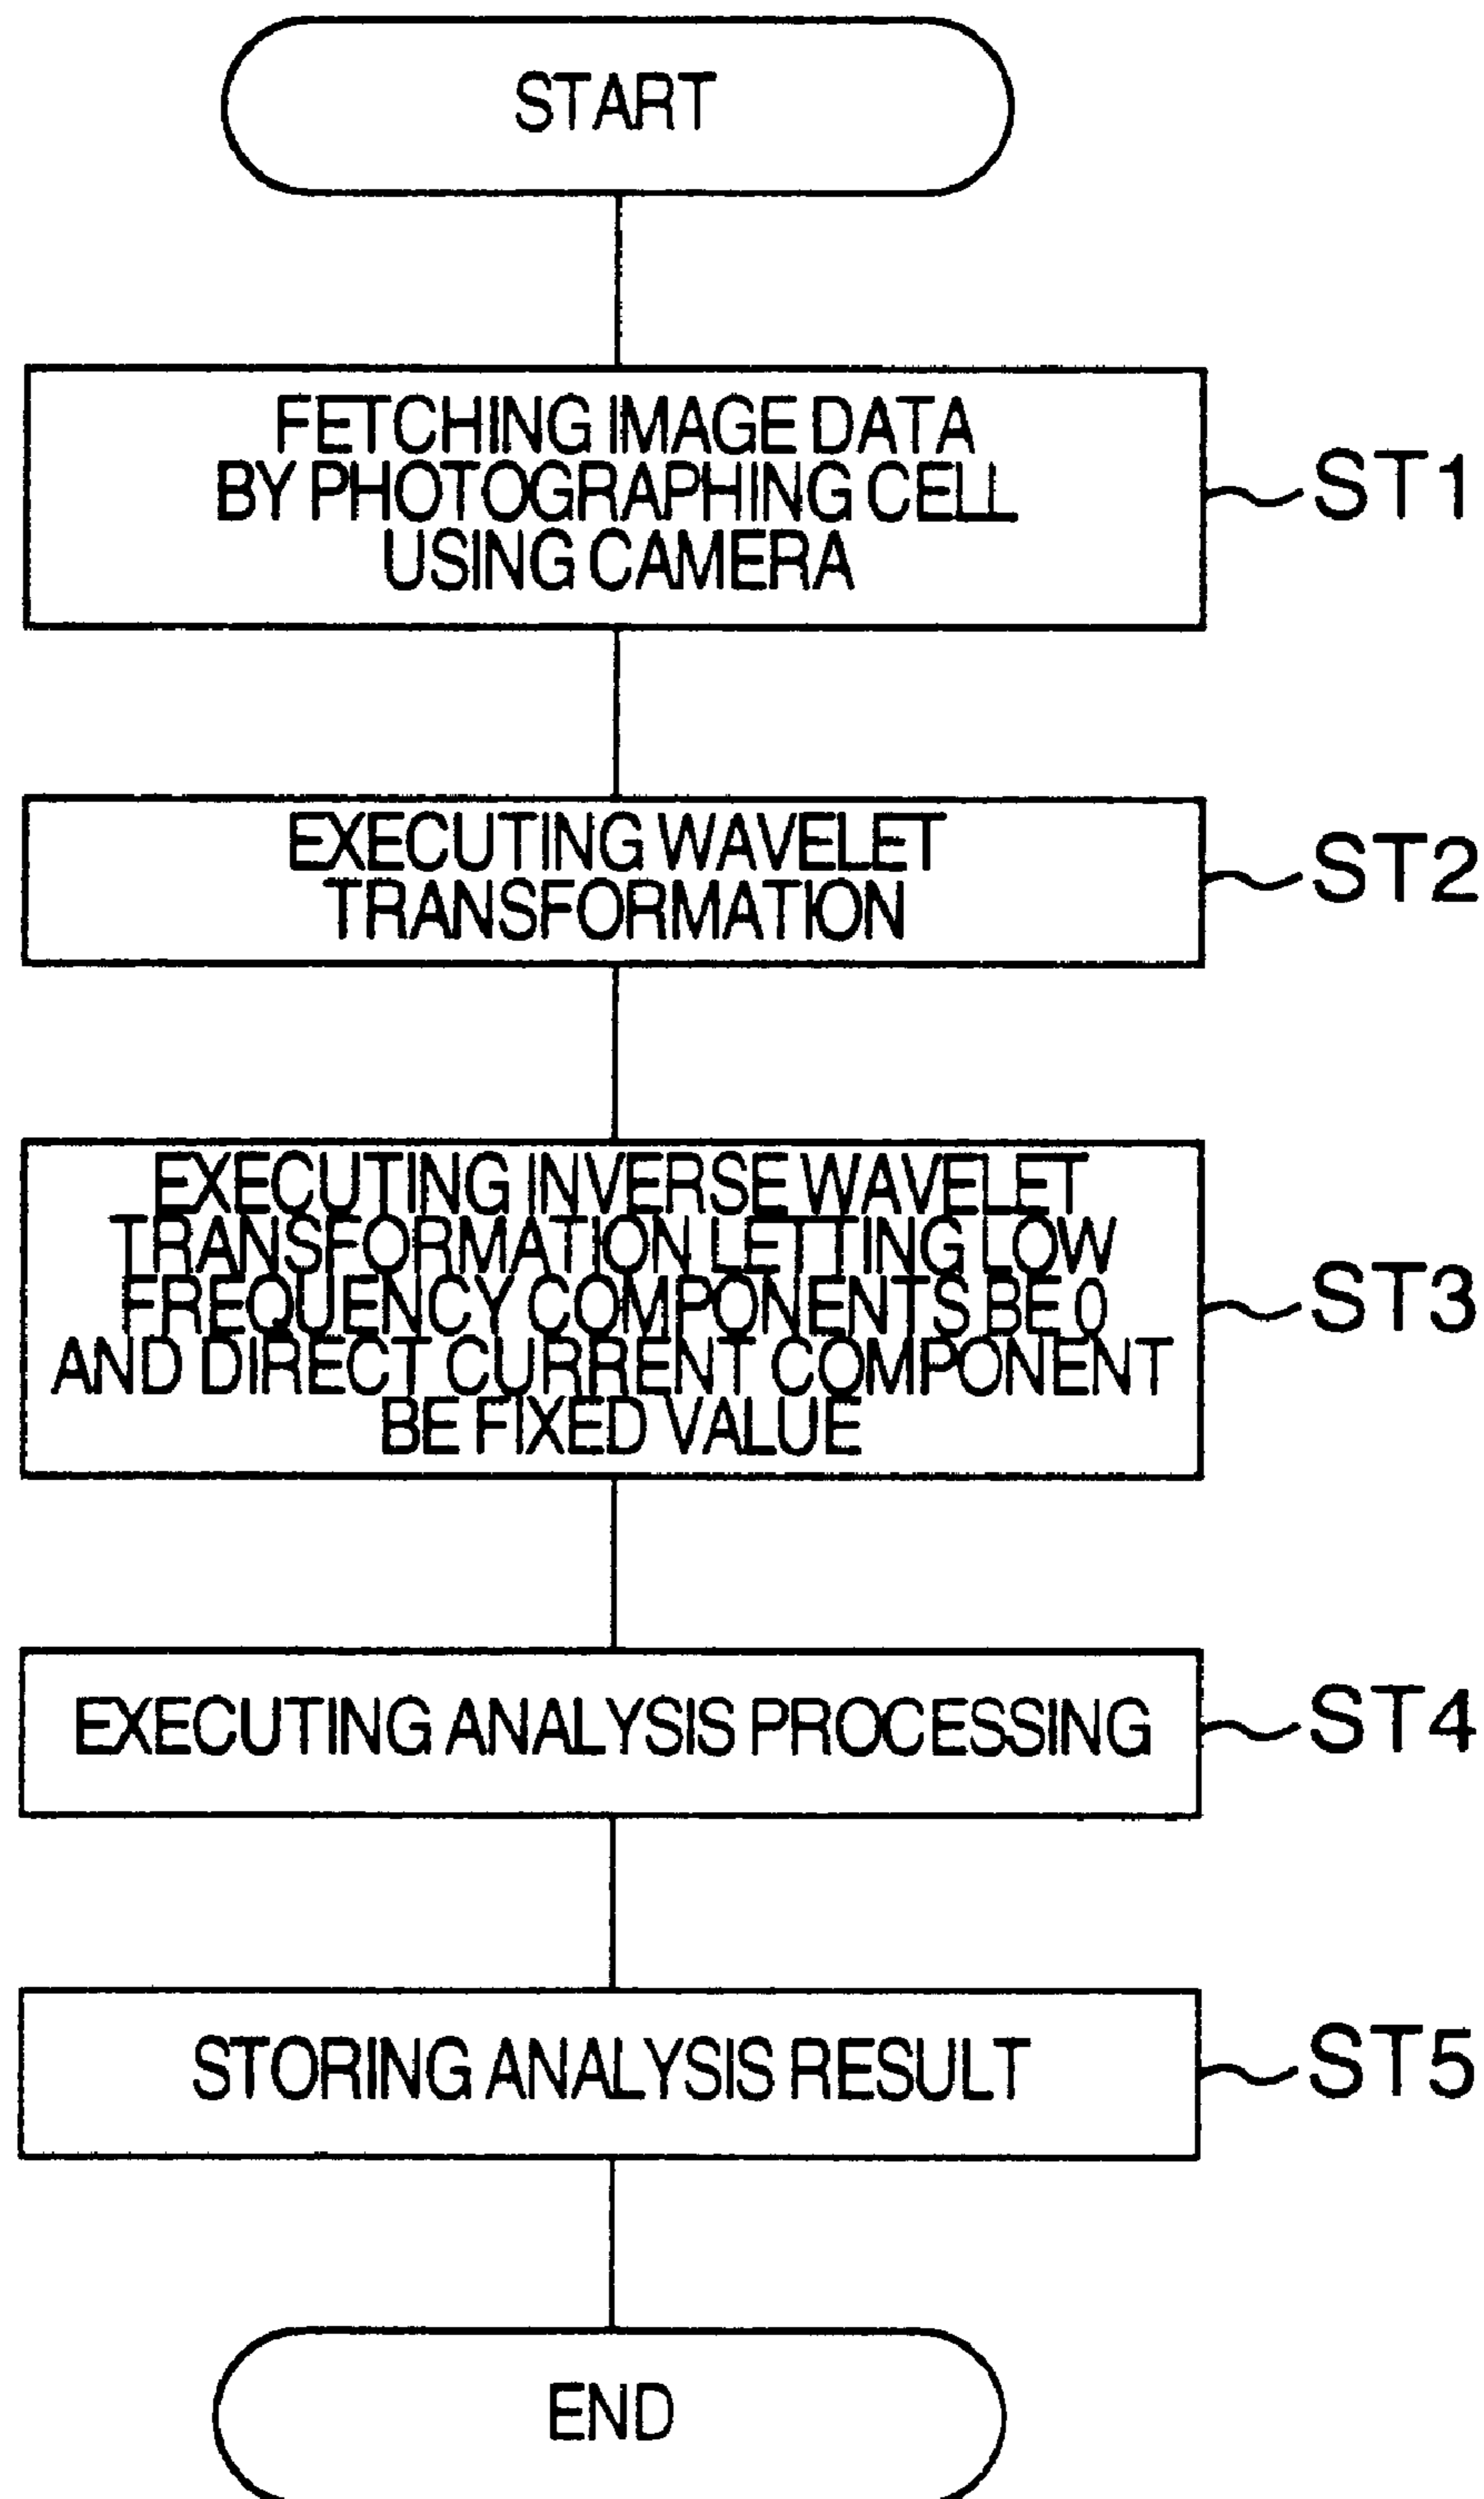 START
FETCHING IMAGE DATA
BY PHOTOGRAPHING CELL
USING CAMERA
ST1
EXECUTING WAVELET
TRANSFORMATION
ST2
EXECUTING INVERSE WAVELET
TRANSFORMATION LETTING LOW
FREQUENCY COMPONENTS BE 0
AND DIRECT CURRENT COMPONENT
BE FIXED VALUE
ST3
EXECUTING ANALYSIS PROCESSING
ST4
STORING ANALYSIS RESULT
ST5
END